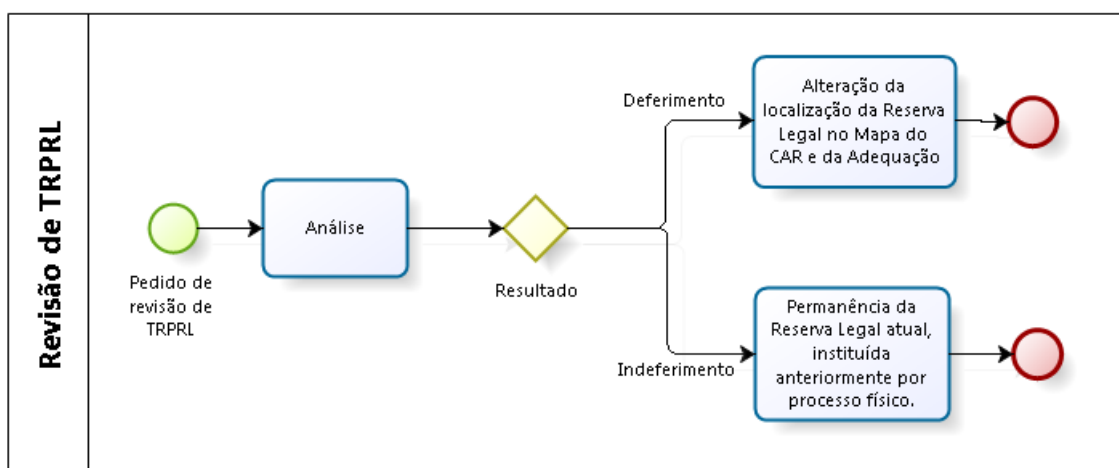 Revisão de TRPRL
Pedido de
revisão de
TRPRL
Análise
Resultado
Deferimento
Alteração da
localização da Reserva
Legal no Mapa do
CAR e da Adequação
Indeferimento
Permanência da
Reserva Legal atual,
instituída
anteriormente por
processo físico.